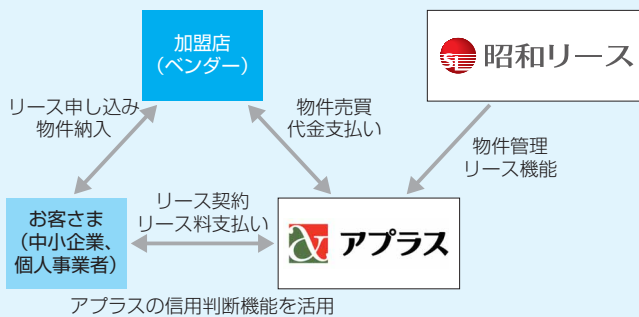 加盟店
（ベンダー）
SL 昭和リース
リース申し込み
物件納入
物件売買
代金支払い
物件管理
リース機能
お客さま
（中小企業、
個人事業者）
リース契約
リース料支払い
アプラス
アプラスの信用判断機能を活用